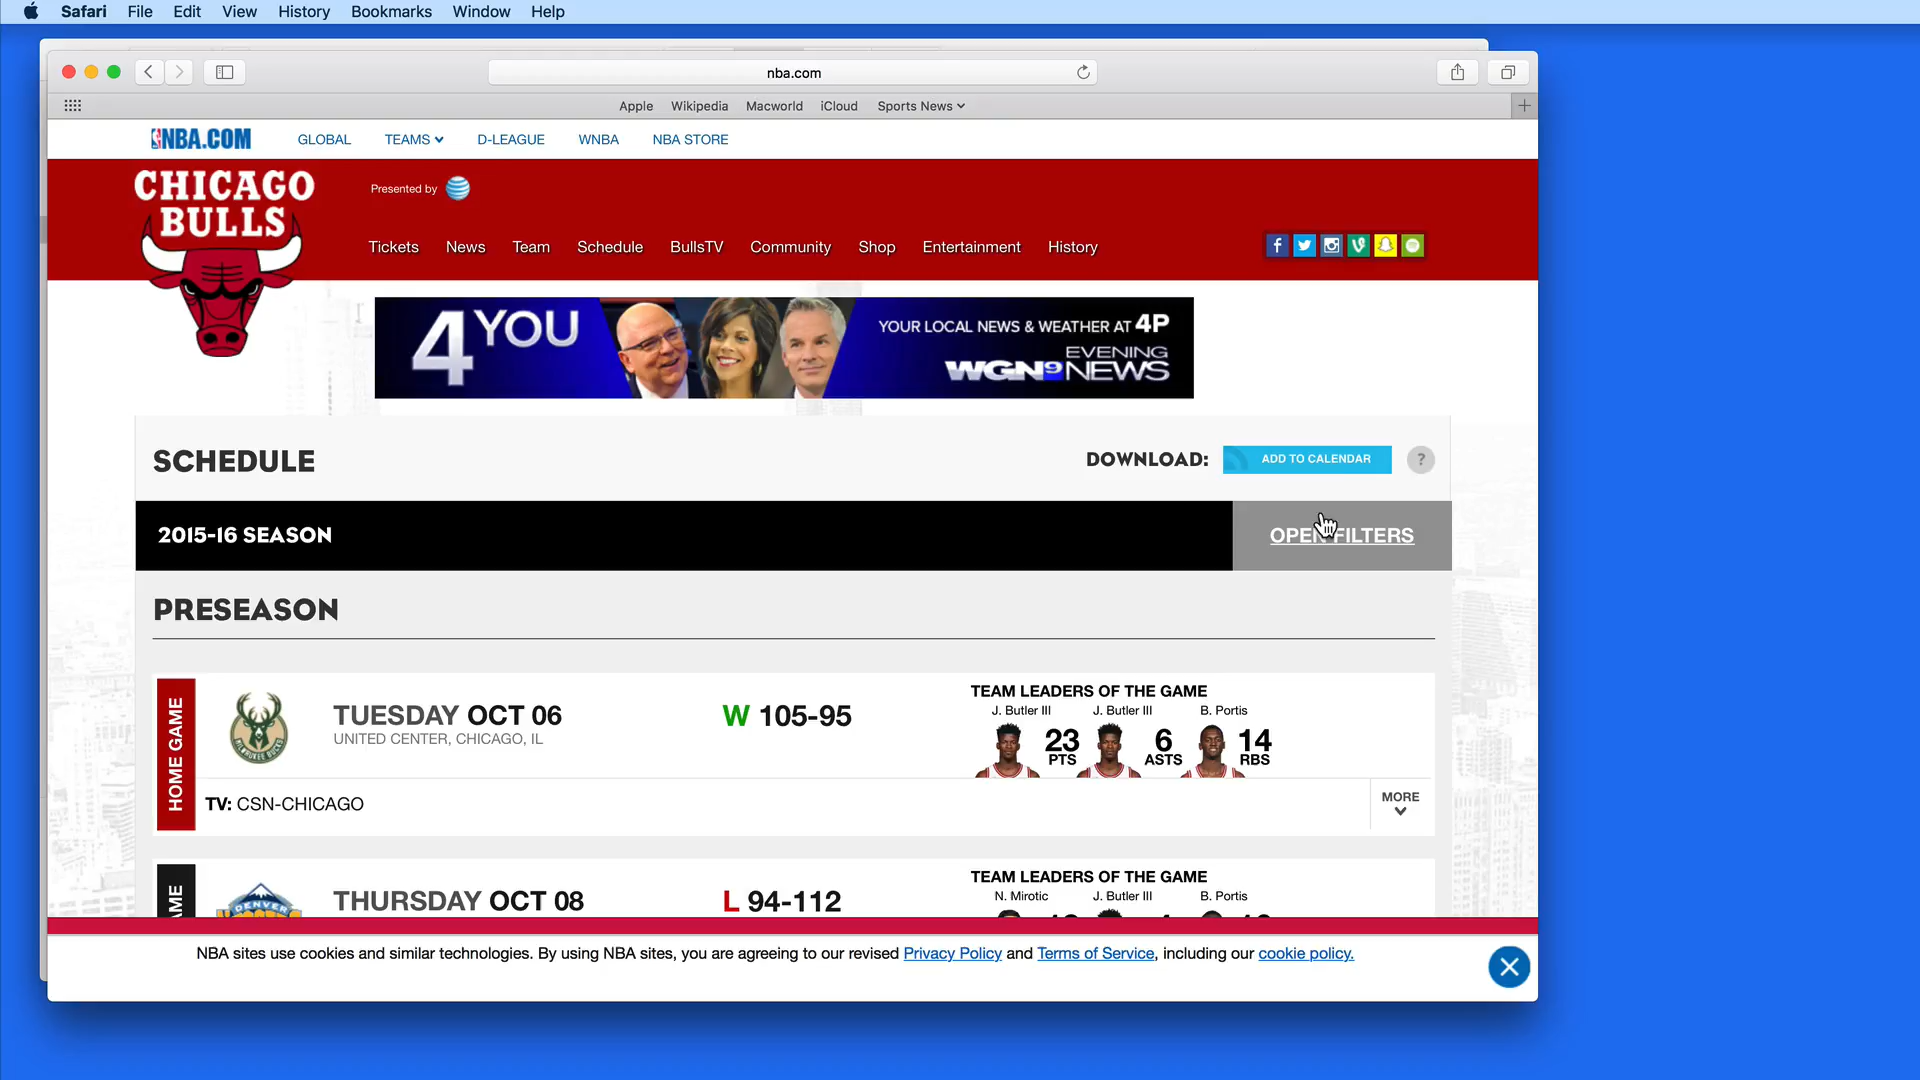 Safari File Edit View History Bookmarks Window Help
nba.com
Apple Wikipedia Macworld iCloud Sports News
NBA.COM GLOBAL TEAMS D-LEAGUE WNBA NBA STORE
CHICAGO
BULLS
Presented by
Tickets News Team Schedule BullsTV Community Shop Entertainment History
4 YOU
YOUR LOCAL NEWS & WEATHER AT 4P
EVENING
WGN9 NEWS
SCHEDULE
DOWNLOAD: ADD TO CALENDAR ?
2015-16 SEASON
OPEN FILTERS
PRESEASON
HOME GAME
TUESDAY OCT 06
UNITED CENTER, CHICAGO, IL
W 105-95
TEAM LEADERS OF THE GAME
J. Butler III J. Butler III B. Portis
23 6 14
PTS ASTS RBS
TV: CSN-CHICAGO
MORE
THURSDAY OCT 08
DENVER
L 94-112
TEAM LEADERS OF THE GAME
N. Mirotic J. Butler III B. Portis
NBA sites use cookies and similar technologies. By using NBA sites, you are agreeing to our revised Privacy Policy and Terms of Service, including our cookie policy.